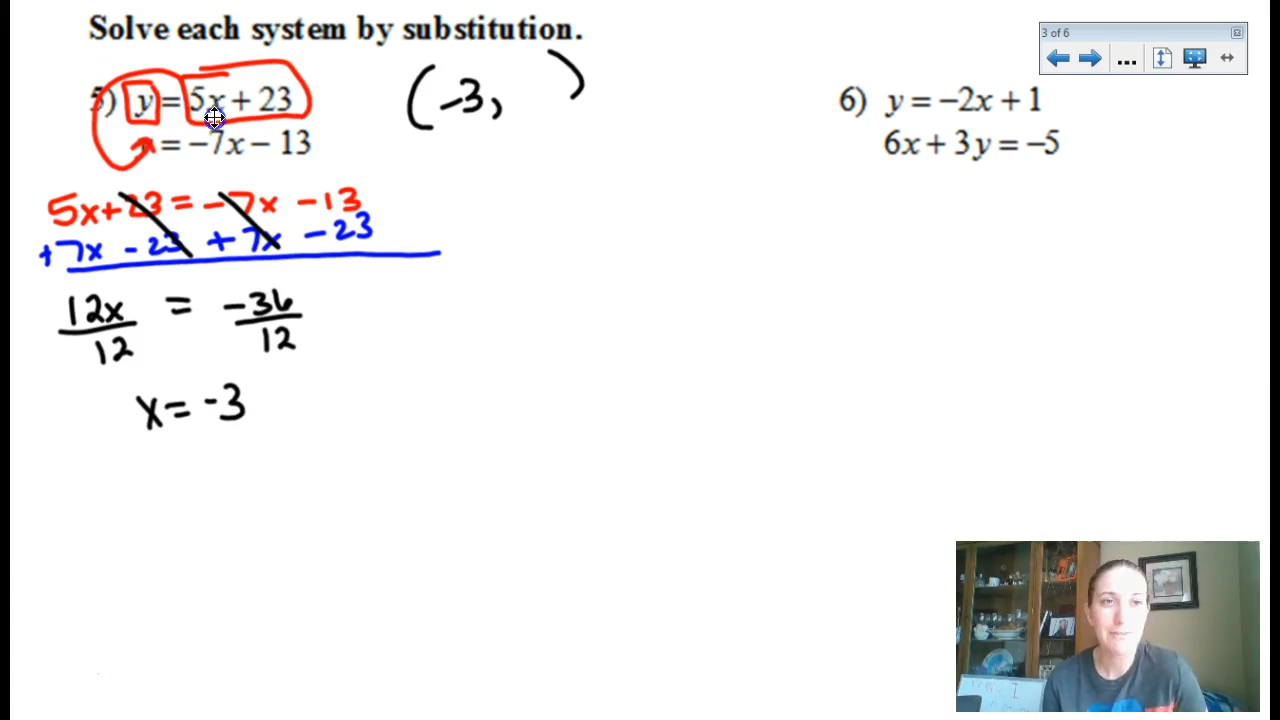 Solve each system by substitution.
5) y = 5x + 23
= −7x − 13
(-3, )
5x+23 = -7x -13
+7x -23 +7x -23
12x = -36
12 12
x = -3
6) y = −2x + 1
6x + 3y = −5
3 of 6